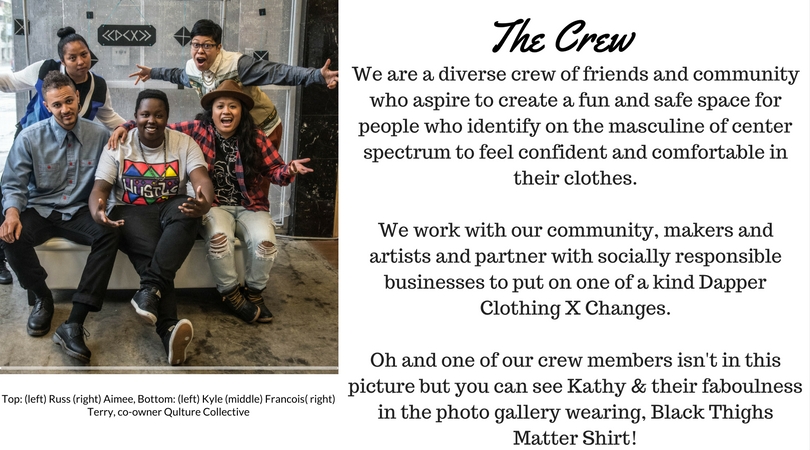 <<D<X>>
HUSTLE
Top: (left) Russ (right) Aimee, Bottom: (left) Kyle (middle) Francois( right)
Terry, co-owner Qulture Collective
The Crew
We are a diverse crew of friends and community
who aspire to create a fun and safe space for
people who identify on the masculine of center
spectrum to feel confident and comfortable in
their clothes.
We work with our community, makers and
artists and partner with socially responsible
businesses to put on one of a kind Dapper
Clothing X Changes.
Oh and one of our crew members isn't in this
picture but you can see Kathy & their faboulness
in the photo gallery wearing, Black Thighs
Matter Shirt!